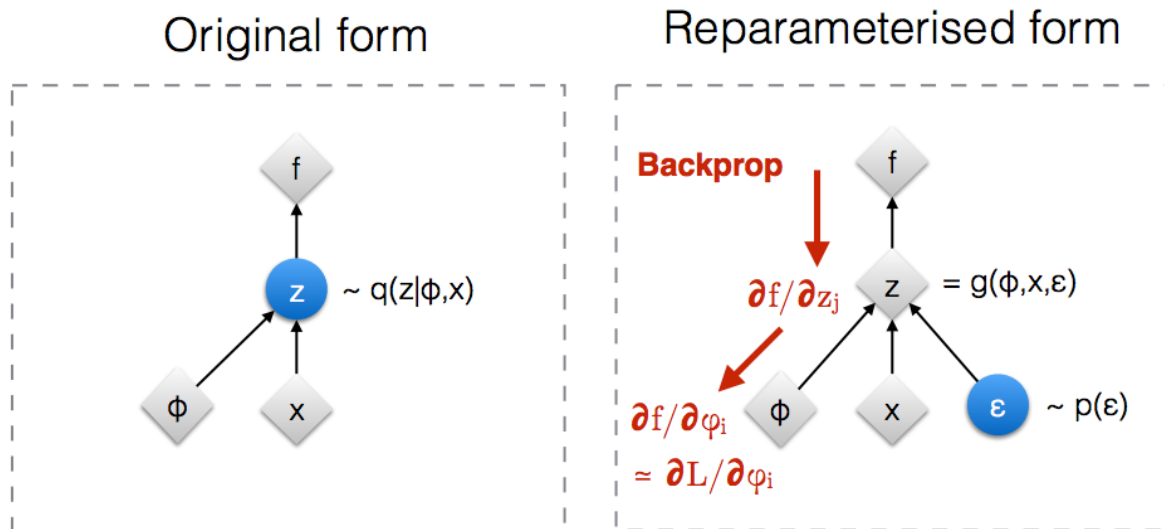 Original form
f
z ~ q(z|ϕ,x)
ϕ x
Reparameterised form
Backprop
f
∂f/∂zⱼ
z = g(ϕ,x,ε)
∂f/∂φᵢ
≃ ∂L/∂φᵢ
ϕ x ε ~ p(ε)